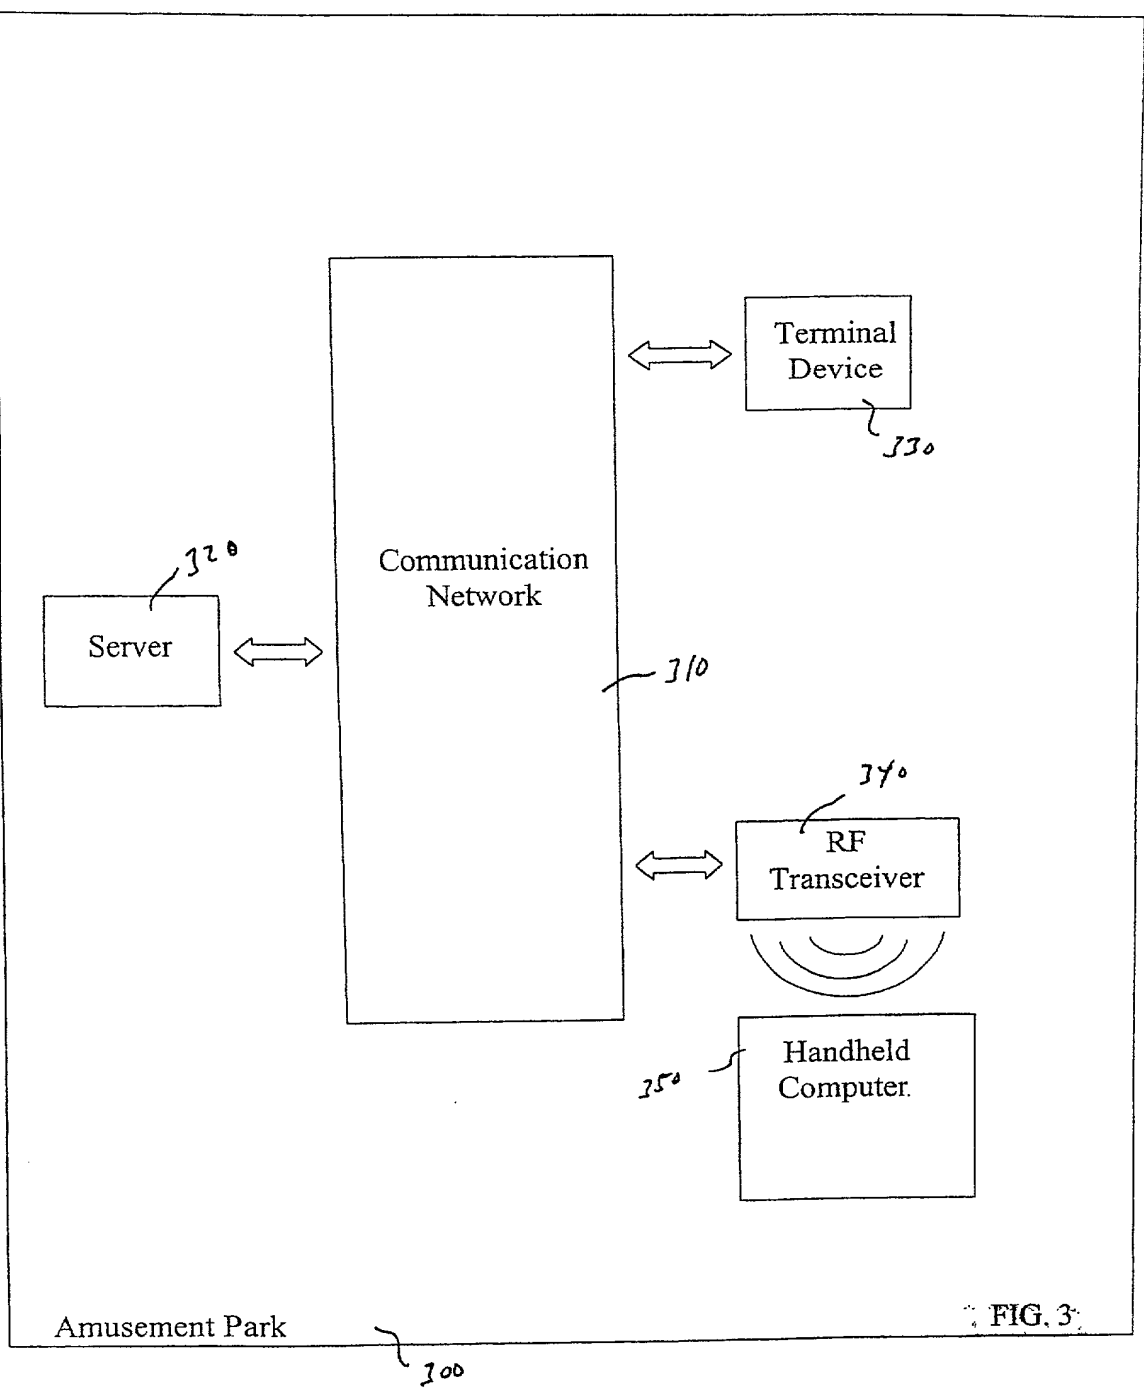 Terminal
Device
330
Communication
Network
320
Server
310
340
RF
Transceiver
350
Handheld
Computer.
Amusement Park
300
FIG. 3